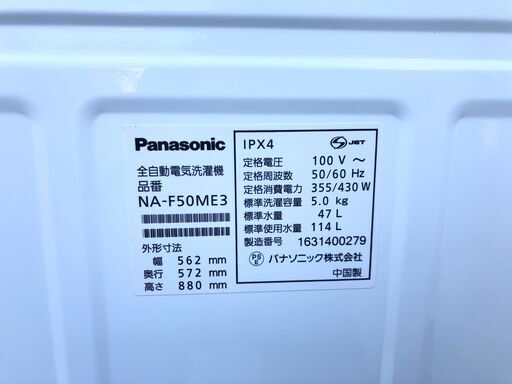 Panasonic
全自動電気洗濯機
品番
NA-F50ME3
外形寸法
幅 562 mm
奥行 572 mm
高さ 880 mm
IPX4
S JET
定格電圧 100 V ～
定格周波数 50/60 Hz
定格消費電力 355/430 W
標準洗濯容量 5.0 kg
標準水量 47 L
標準使用水量 114 L
製造番号 1631400279
PS E パナソニック株式会社
中国製